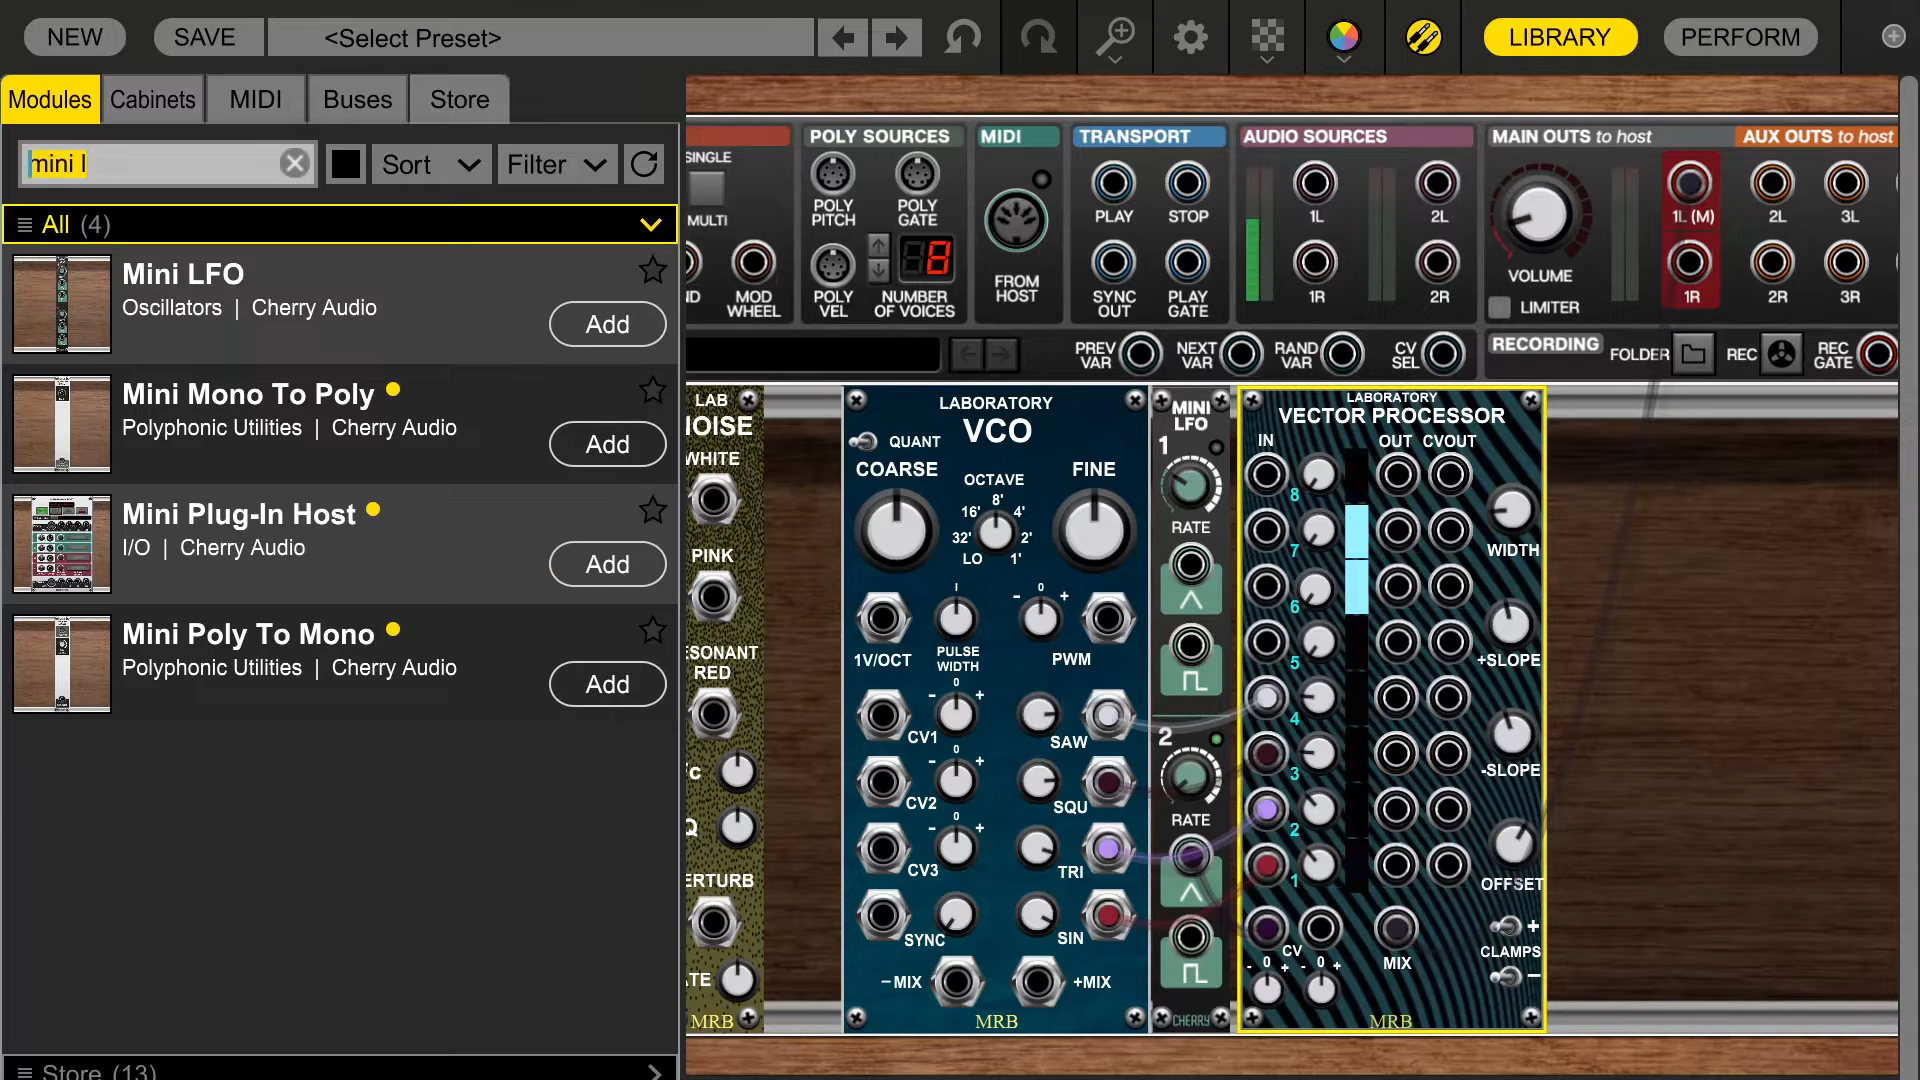 NEW
SAVE
<Select Preset>
LIBRARY
PERFORM
Modules
Cabinets
MIDI
Buses
Store
mini l
Sort
Filter
All (4)
Mini LFO
Oscillators | Cherry Audio
Add
Mini Mono To Poly
Polyphonic Utilities | Cherry Audio
Add
Mini Plug-In Host
I/O | Cherry Audio
Add
Mini Poly To Mono
Polyphonic Utilities | Cherry Audio
Add
Store (13)
SINGLE
MULTI
MOD
WHEEL
POLY SOURCES
POLY
PITCH
POLY
GATE
POLY
VEL
8
NUMBER
OF VOICES
MIDI
FROM
HOST
TRANSPORT
PLAY
STOP
SYNC
OUT
PLAY
GATE
AUDIO SOURCES
1L
2L
1R
2R
MAIN OUTS to host
VOLUME
LIMITER
1L (M)
1R
AUX OUTS to host
2L
3L
2R
3R
PREV
VAR
NEXT
VAR
RAND
VAR
CV
SEL
RECORDING
FOLDER
REC
REC
GATE
LAB
OISE
WHITE
PINK
ESONANT
RED
Q
ERTURB
MRB
LABORATORY
VCO
QUANT
COARSE
FINE
OCTAVE
8'
16'
4'
32'
2'
LO
1'
1V/OCT
PULSE
WIDTH
- 0 +
PWM
- 0 +
CV1
SAW
- 0 +
CV2
SQU
- 0 +
CV3
TRI
SYNC
SIN
–MIX
+MIX
MRB
MINI
LFO
1
RATE
2
RATE
CHERRY
LABORATORY
VECTOR PROCESSOR
IN
OUT
CVOUT
8
7
6
5
4
3
2
1
WIDTH
+SLOPE
-SLOPE
OFFSET
CV
- 0 +
- 0 +
MIX
+
CLAMPS
–
MRB